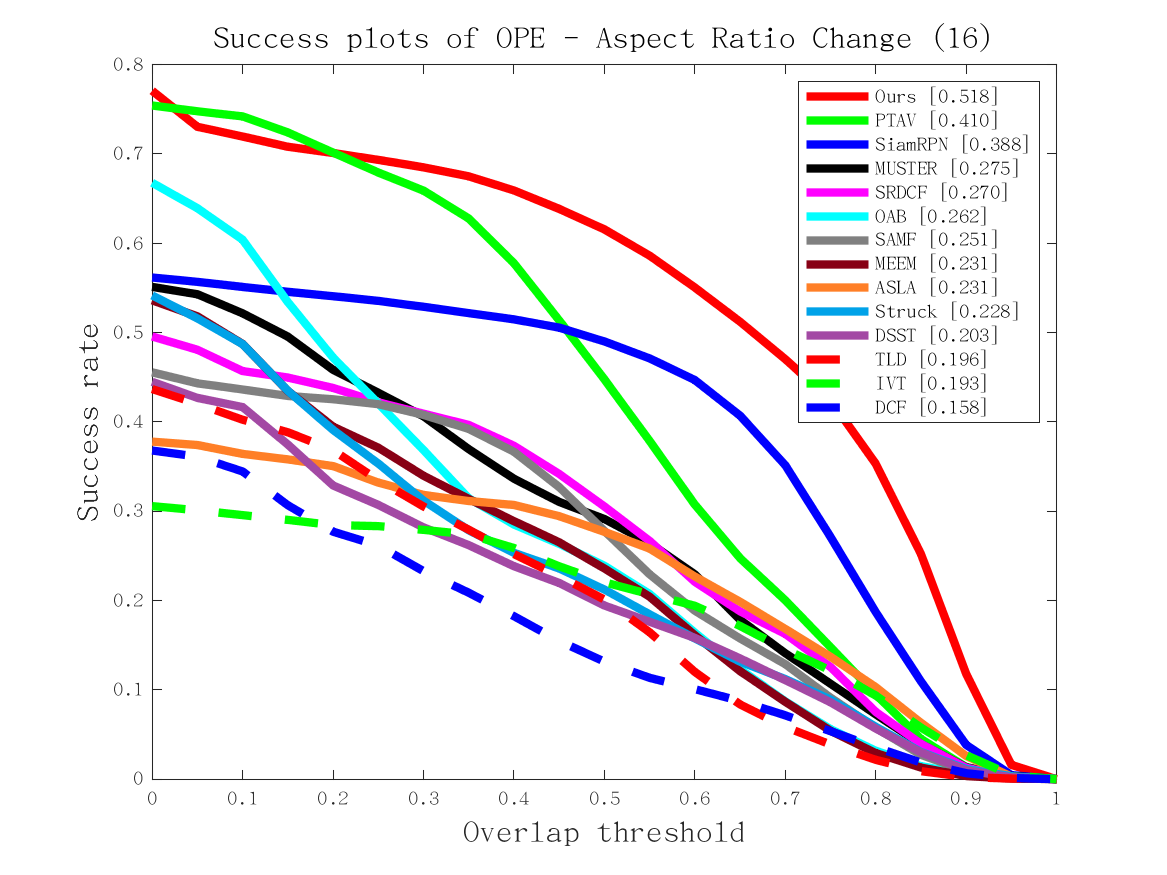 Success plots of OPE - Aspect Ratio Change (16)
Success rate
0.8
0.7
0.6
0.5
0.4
0.3
0.2
0.1
0
Ours [0.518]
PTAV [0.410]
SiamRPN [0.388]
MUSTER [0.275]
SRDCF [0.270]
OAB [0.262]
SAMF [0.251]
MEEM [0.231]
ASLA [0.231]
Struck [0.228]
DSST [0.203]
TLD [0.196]
IVT [0.193]
DCF [0.158]
0 0.1 0.2 0.3 0.4 0.5 0.6 0.7 0.8 0.9 1
Overlap threshold